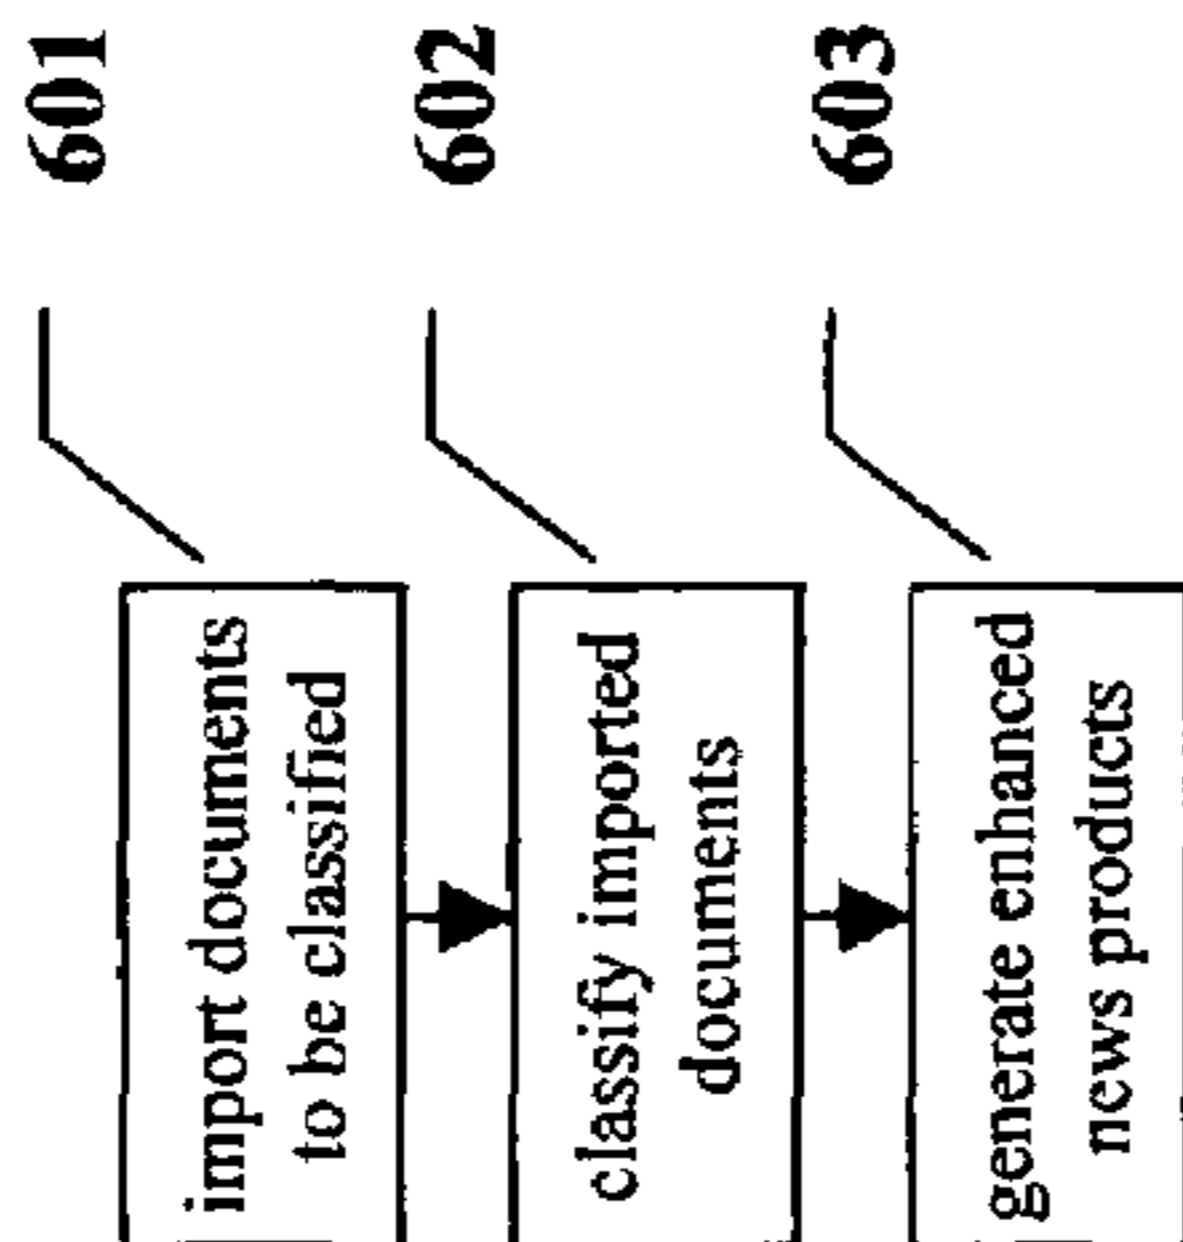 import documents
to be classified
601
classify imported
documents
602
generate enhanced
news products
603